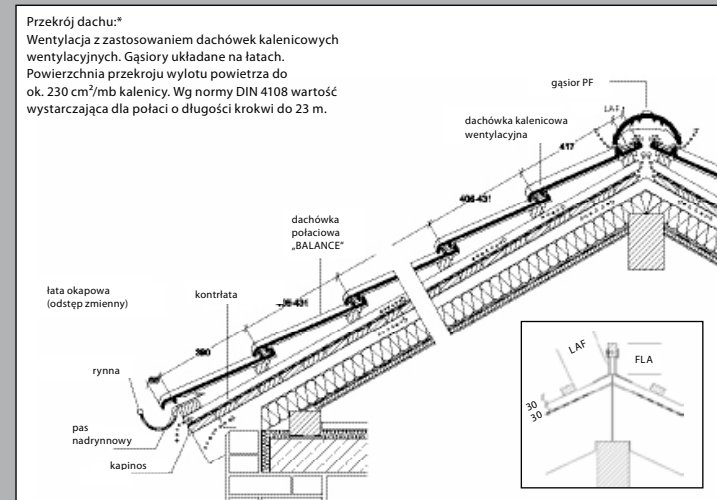 Przekrój dachu:*
Wentylacja z zastosowaniem dachówek kalenicowych
wentylacyjnych. Gąsiory układane na łatach.
Powierzchnia przekroju wylotu powietrza do
ok. 230 cm²/mb kalenicy. Wg normy DIN 4108 wartość
wystarczająca dla połaci o długości krokwi do 23 m.
gąsior PF
LAF
dachówka kalenicowa
wentylacyjna
417
406-431
dachówka
połaciowa
„BALANCE"
łata okapowa
(odstęp zmienny)
kontrłata
390
rynna
pas
nadrynnowy
kapinos
LAF
FLA
30
30